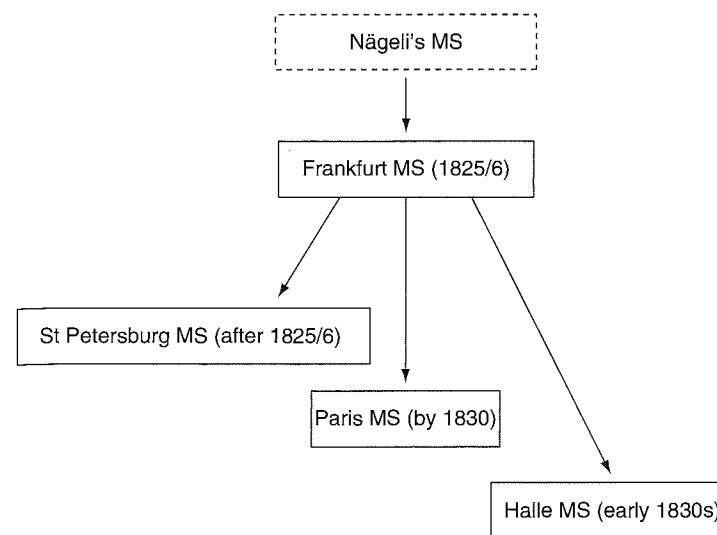 Nägeli's MS
Frankfurt MS (1825/6)
St Petersburg MS (after 1825/6)
Paris MS (by 1830)
Halle MS (early 1830s)